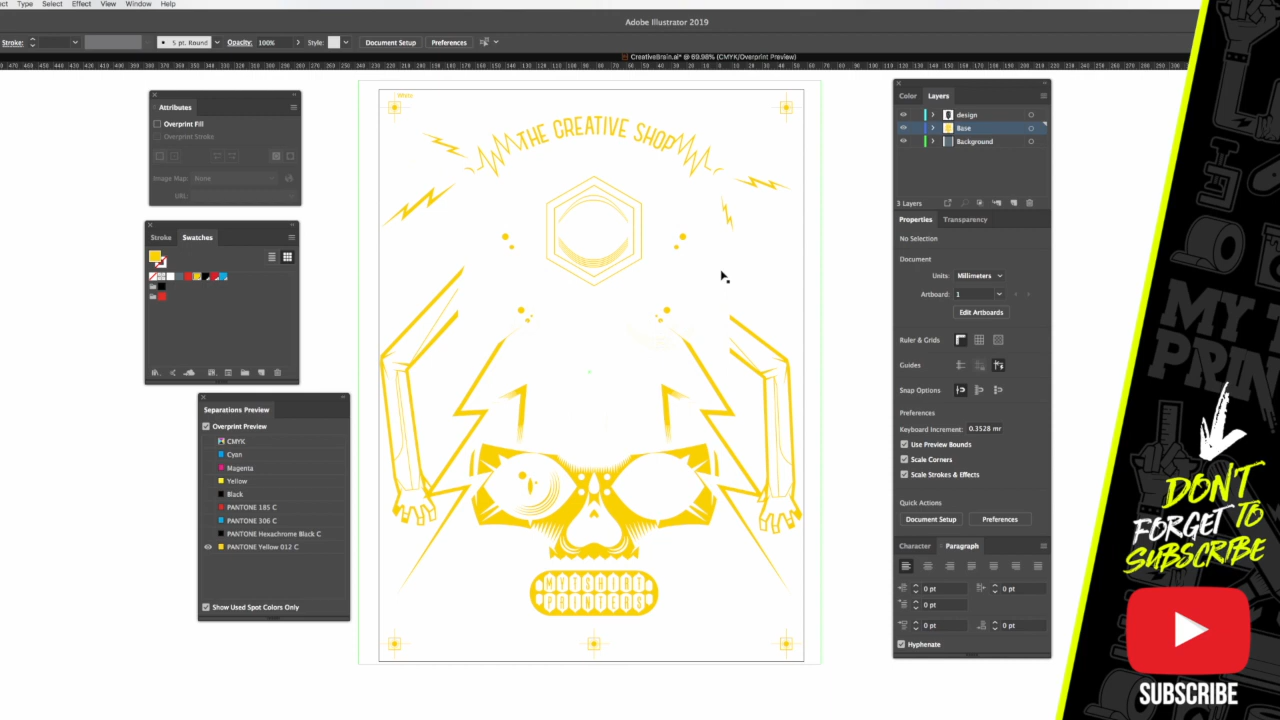 Type Select Effect View Window Help
Adobe Illustrator 2019
Stroke: 5 pt. Round Opacity: 100% Style: Document Setup Preferences
CreativeBrain.ai* @ 69.98% (CMYK/Overprint Preview)
Attributes
Overprint Fill
Overprint Stroke
Image Map: None
URL:
Stroke Swatches
Separations Preview
Overprint Preview
CMYK
Cyan
Magenta
Yellow
Black
PANTONE 185 C
PANTONE 306 C
PANTONE Hexachrome Black C
PANTONE Yellow 012 C
Show Used Spot Colors Only
White
THE CREATIVE SHOP
MYTSHIRT
PRINTERS
Color Layers
design
Base
Background
3 Layers
Properties Transparency
No Selection
Document
Units: Millimeters
Artboard: 1
Edit Artboards
Ruler & Grids
Guides
Snap Options
Preferences
Keyboard Increment: 0.3528 mr
Use Preview Bounds
Scale Corners
Scale Strokes & Effects
Quick Actions
Document Setup Preferences
Character Paragraph
0 pt 0 pt
0 pt
0 pt 0 pt
Hyphenate
MY T
PRIN
DON'T
FORGET TO
SUBSCRIBE
SUBSCRIBE